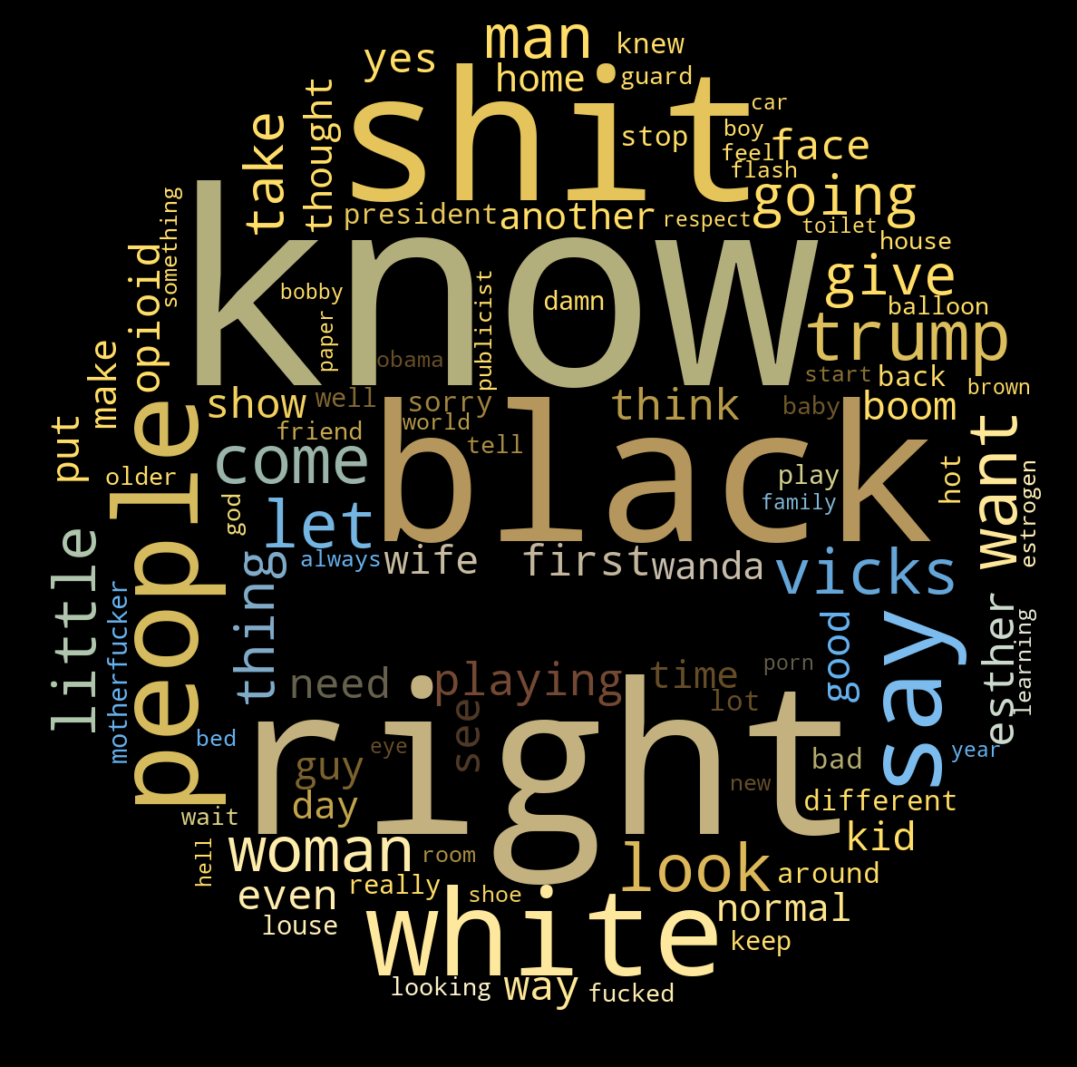 man
knew
yes
home
guard
shit
car
take
thought
stop
boy
face
feel
flash
going
president
another
respect
toilet
something
know
house
opioid
bobby
publicist
damn
give
balloon
paper
trump
make
obama
start
back
brown
show
well
sorry
think
baby
boom
put
people
friend
world
tell
black
want
come
older
play
hot
family
estrogen
god
let
little
always
wife
first
wanda
vicks
thing
motherfucker
good
say
esther
learning
need
playing
time
porn
see
lot
bed
right
eye
year
guy
new
bad
day
different
wait
kid
hell
woman
room
look
around
even
really
shoe
normal
louse
white
keep
looking
way
fucked